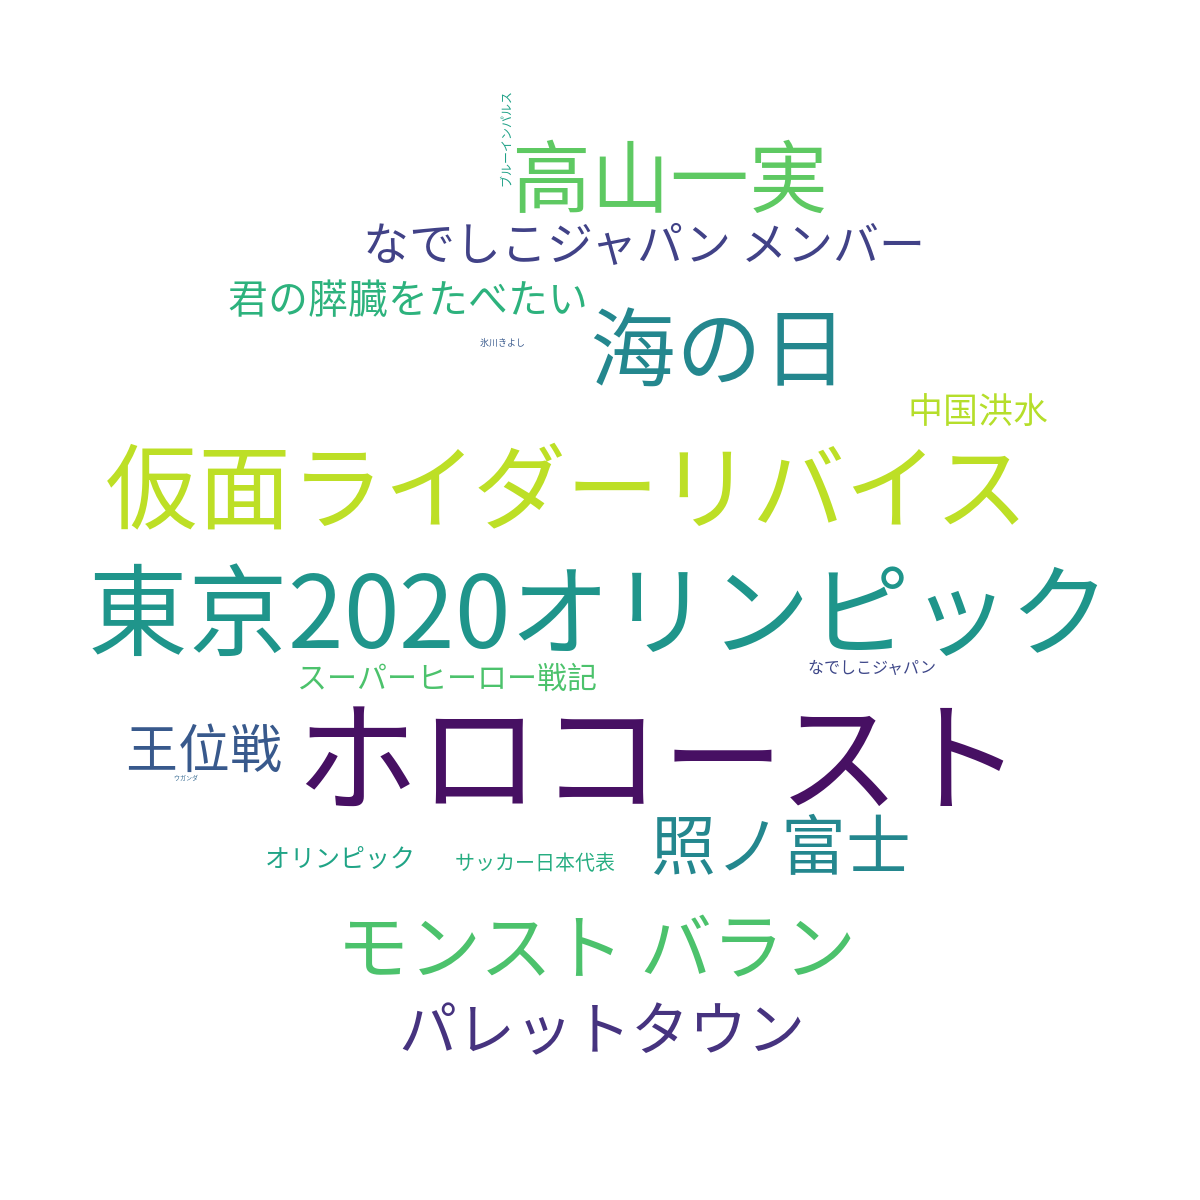 ブルーインパルス
高山一実
なでしこジャパン メンバー
君の膵臓をたべたい
海の日
氷川きよし
中国洪水
仮面ライダーリバイス
東京2020オリンピック
スーパーヒーロー戦記
なでしこジャパン
ホロコースト
王位戦
ウガンダ
照ノ富士
オリンピック
サッカー日本代表
モンスト バラン
パレットタウン